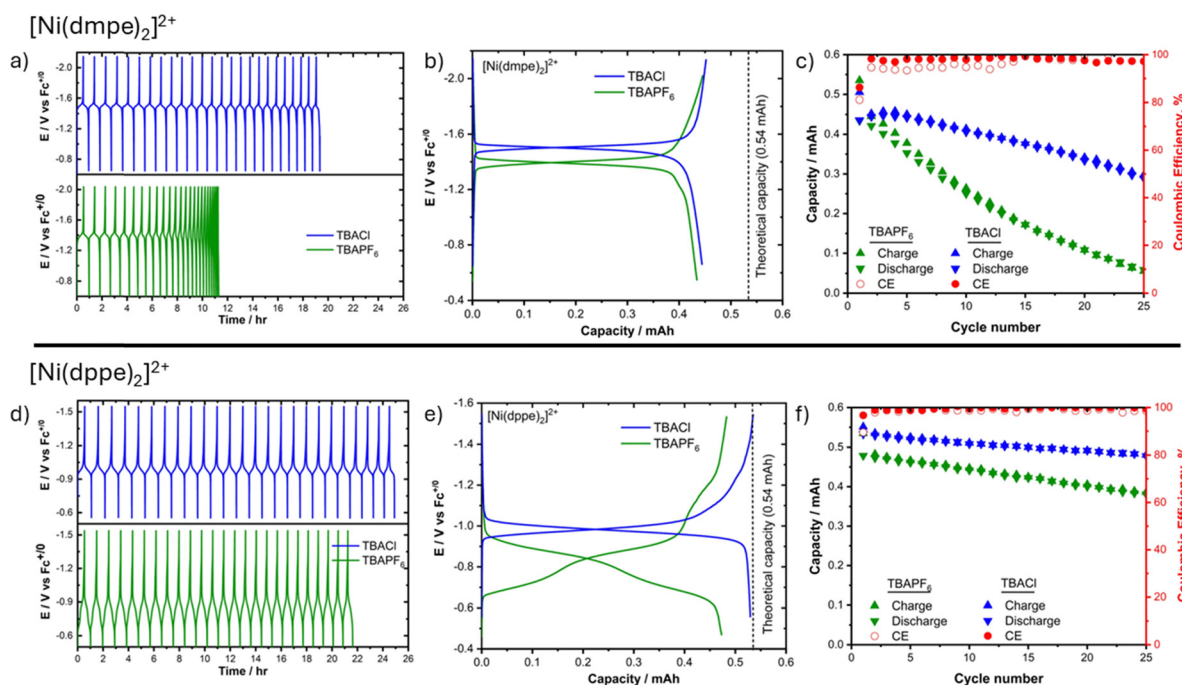 [Ni(dmpe)₂]²⁺
a)
E / V vs Fc⁺ᐟ⁰
-2.0
-1.6
-1.2
-0.8
TBACl
E / V vs Fc⁺ᐟ⁰
-2.0
-1.6
-1.2
-0.8
TBAPF₆
0 2 4 6 8 10 12 14 16 18 20 22 24 26
Time / hr
b)
[Ni(dmpe)₂]²⁺
TBACl
TBAPF₆
E / V vs Fc⁺ᐟ⁰
-2.0
-1.6
-1.2
-0.8
-0.4
Theoretical capacity (0.54 mAh)
0.0 0.1 0.2 0.3 0.4 0.5 0.6
Capacity / mAh
c)
Capacity / mAh
0.6
0.5
0.4
0.3
0.2
0.1
0.0
TBAPF₆ TBACl
Charge Charge
Discharge Discharge
CE CE
100
80
60
40
20
0
Coulombic Efficiency, %
0 5 10 15 20 25
Cycle number
[Ni(dppe)₂]²⁺
d)
E / V vs Fc⁺ᐟ⁰
-1.5
-1.2
-0.9
-0.6
TBACl
E / V vs Fc⁺ᐟ⁰
-1.5
-1.2
-0.9
-0.6
TBAPF₆
0 2 4 6 8 10 12 14 16 18 20 22 24 26
Time / hr
e)
[Ni(dppe)₂]²⁺
TBACl
TBAPF₆
E / V vs Fc⁺ᐟ⁰
-1.6
-1.4
-1.2
-1.0
-0.8
-0.6
-0.4
Theoretical capacity (0.54 mAh)
0.0 0.1 0.2 0.3 0.4 0.5 0.6
Capacity / mAh
f)
Capacity / mAh
0.6
0.5
0.4
0.3
0.2
0.1
0.0
TBAPF₆ TBACl
Charge Charge
Discharge Discharge
CE CE
100
80
60
40
20
0
Coulombic Efficiency, %
0 5 10 15 20 25
Cycle number